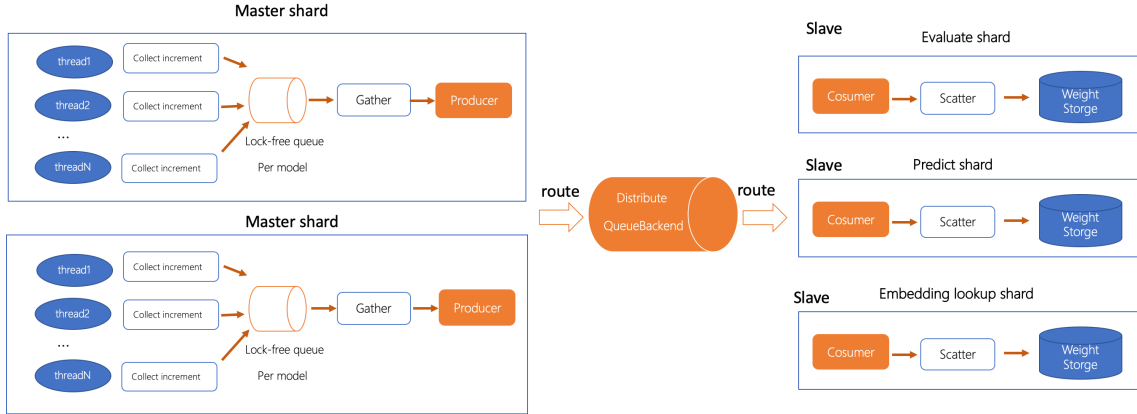 Master shard
thread1
Collect increment
thread2
Collect increment
...
threadN
Collect increment
Lock-free queue
Per model
Gather
Producer
Master shard
thread1
Collect increment
thread2
Collect increment
...
threadN
Collect increment
Lock-free queue
Per model
Gather
Producer
route
Distribute
QueueBackend
route
Slave
Evaluate shard
Cosumer
Scatter
Weight
Storge
Slave
Predict shard
Cosumer
Scatter
Weight
Storge
Slave
Embedding lookup shard
Cosumer
Scatter
Weight
Storge